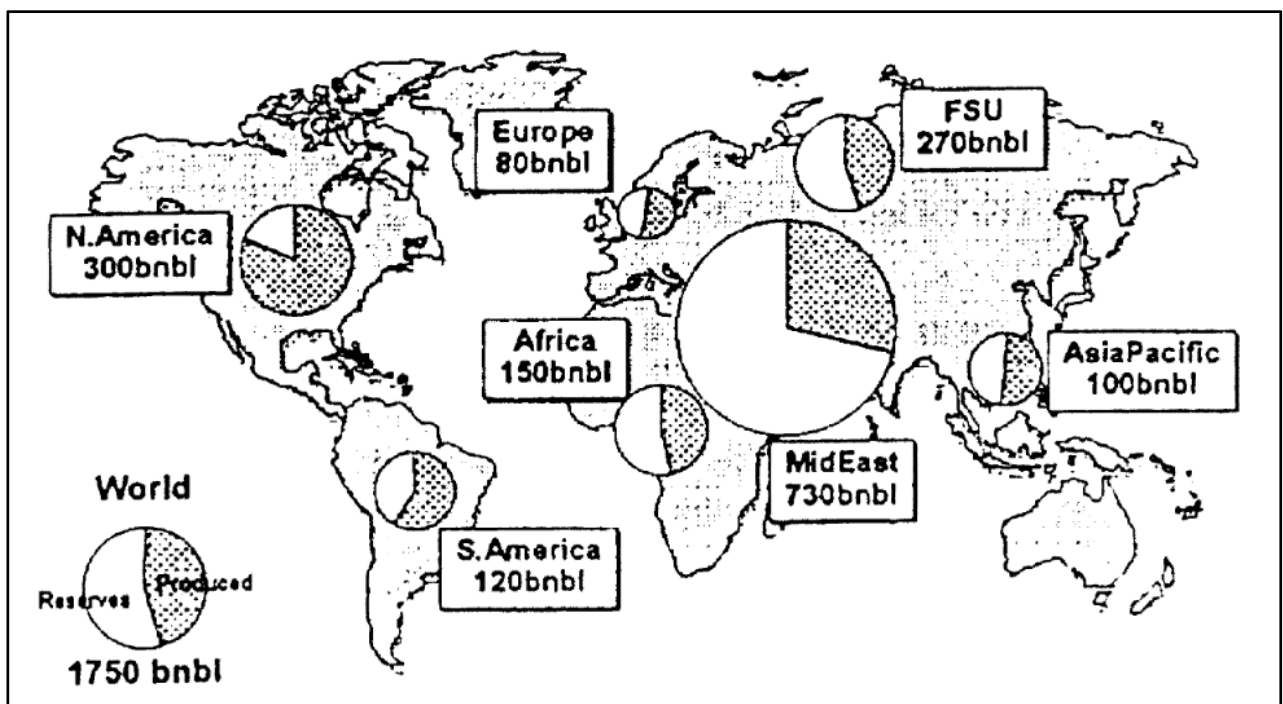 Europe
80bnbl
FSU
270bnbl
N.America
300bnbl
Africa
150bnbl
AsiaPacific
100bnbl
MidEast
730bnbl
S.America
120bnbl
World
Reserves
Produced
1750 bnbl